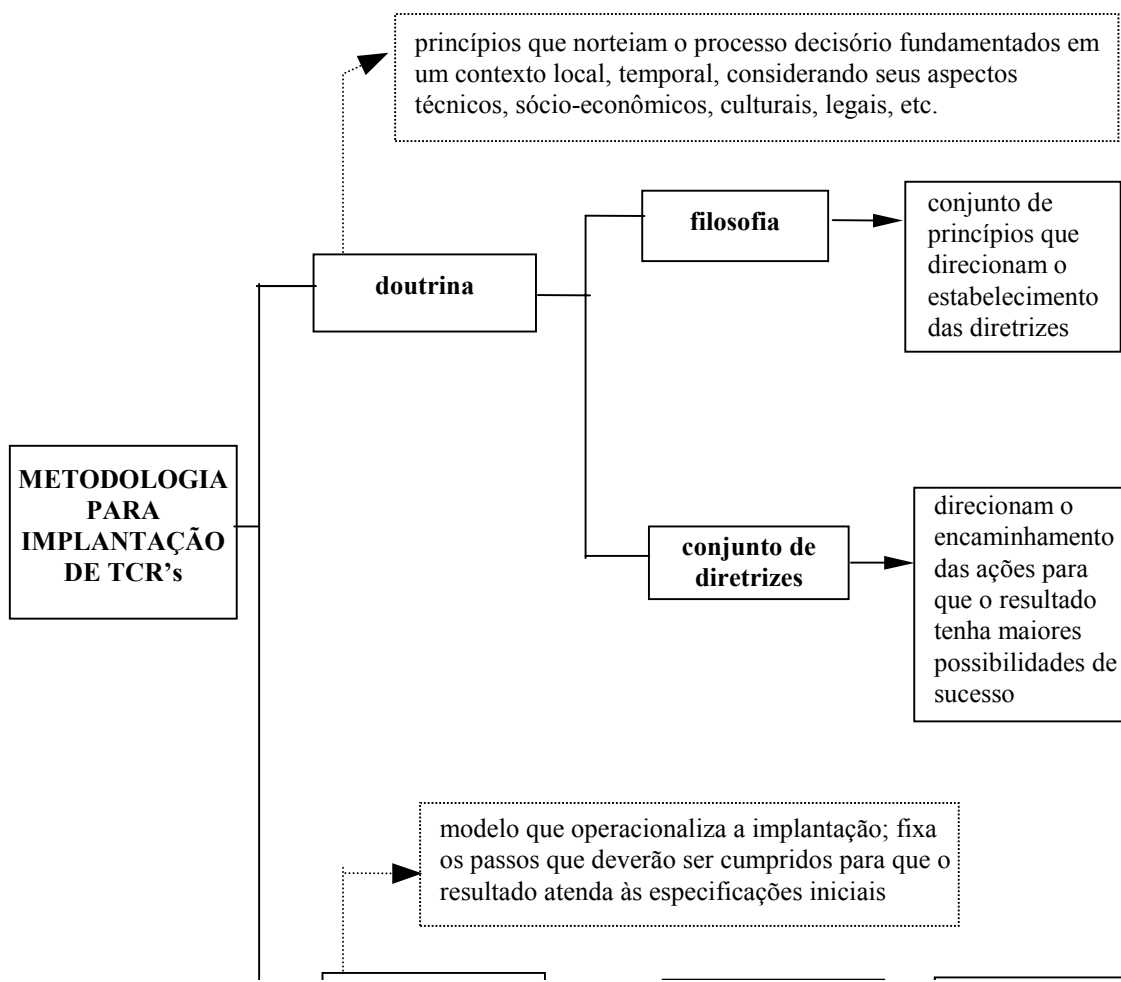 princípios que norteiam o processo decisório fundamentados em
um contexto local, temporal, considerando seus aspectos
técnicos, sócio-econômicos, culturais, legais, etc.
filosofia
conjunto de
princípios que
direcionam o
estabelecimento
das diretrizes
doutrina
METODOLOGIA
PARA
IMPLANTAÇÃO
DE TCR’s
conjunto de
diretrizes
direcionam o
encaminhamento
das ações para
que o resultado
tenha maiores
possibilidades de
sucesso
modelo que operacionaliza a implantação; fixa
os passos que deverão ser cumpridos para que o
resultado atenda às especificações iniciais